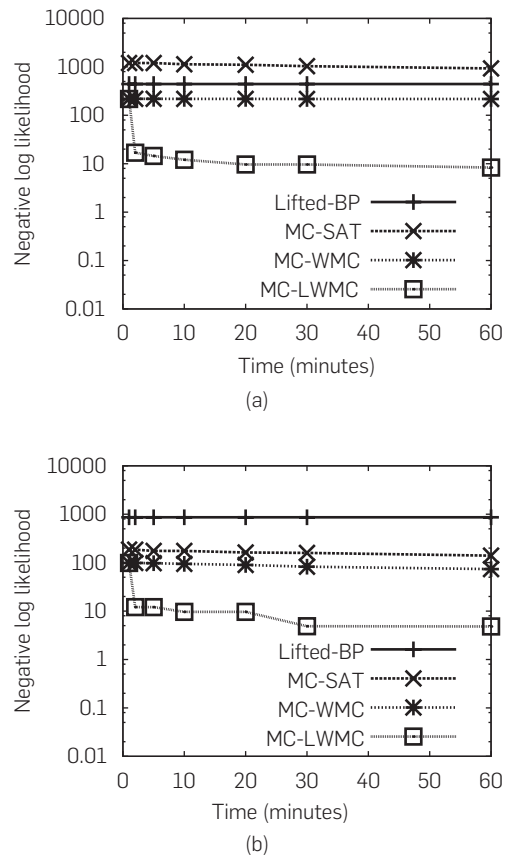 10000
1000
100
10
1
0.1
0.01
Negative log likelihood
Lifted-BP
MC-SAT
MC-WMC
MC-LWMC
0 10 20 30 40 50 60
Time (minutes)
(a)
10000
1000
100
10
1
0.1
0.01
Negative log likelihood
Lifted-BP
MC-SAT
MC-WMC
MC-LWMC
0 10 20 30 40 50 60
Time (minutes)
(b)